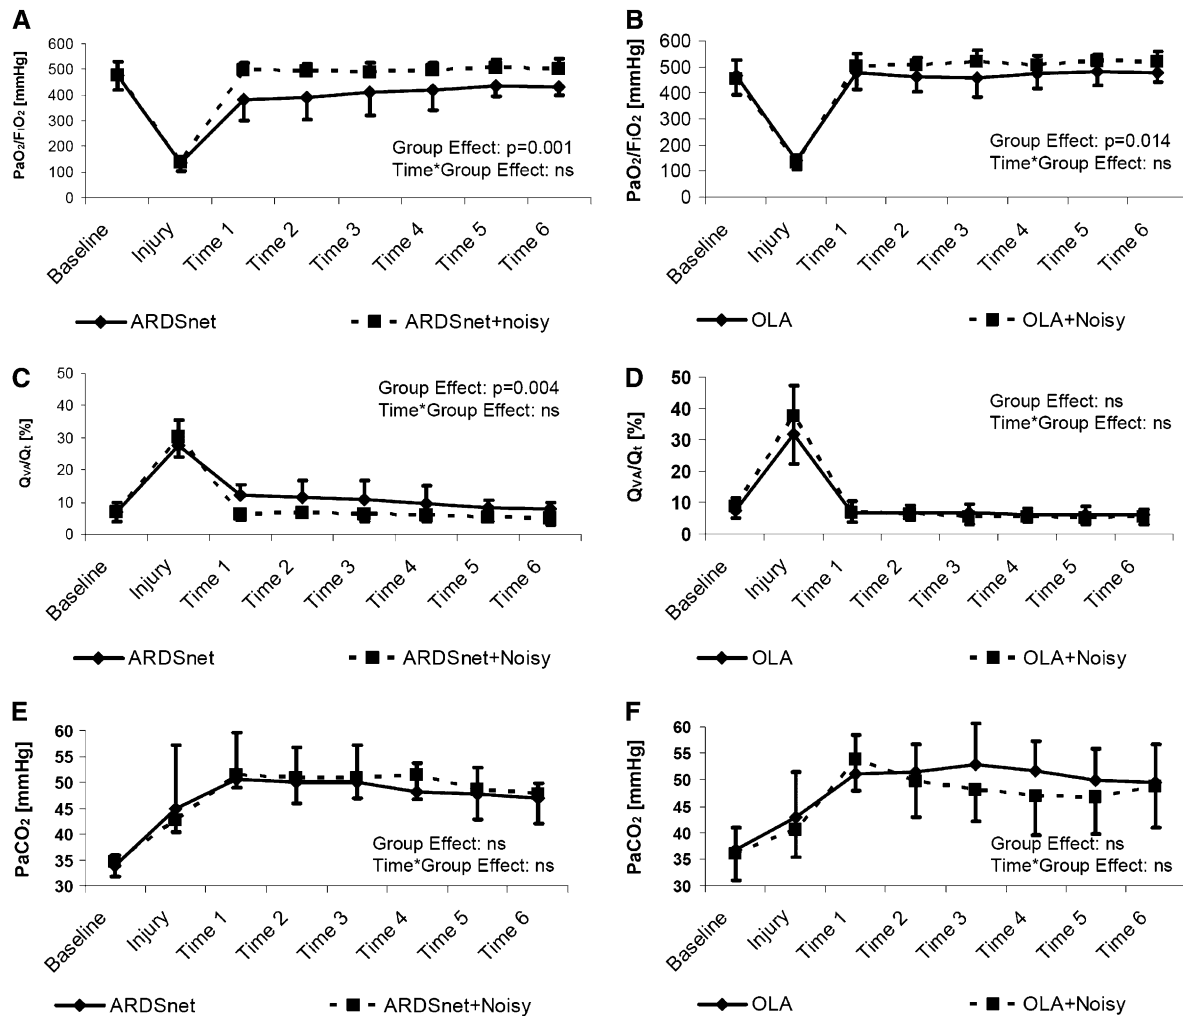 A
PaO₂/FiO₂ [mmHg]
600
500
400
300
200
100
0
Group Effect: p=0.001
Time*Group Effect: ns
Baseline
Injury
Time 1
Time 2
Time 3
Time 4
Time 5
Time 6
ARDSnet
ARDSnet+noisy
B
PaO₂/FiO₂ [mmHg]
600
500
400
300
200
100
0
Group Effect: p=0.014
Time*Group Effect: ns
Baseline
Injury
Time 1
Time 2
Time 3
Time 4
Time 5
Time 6
OLA
OLA+Noisy
C
QVA/Qt [%]
50
40
30
20
10
0
Group Effect: p=0.004
Time*Group Effect: ns
Baseline
Injury
Time 1
Time 2
Time 3
Time 4
Time 5
Time 6
ARDSnet
ARDSnet+Noisy
D
QVA/Qt [%]
50
40
30
20
10
0
Group Effect: ns
Time*Group Effect: ns
Baseline
Injury
Time 1
Time 2
Time 3
Time 4
Time 5
Time 6
OLA
OLA+Noisy
E
PaCO₂ [mmHg]
60
55
50
45
40
35
30
Group Effect: ns
Time*Group Effect: ns
Baseline
Injury
Time 1
Time 2
Time 3
Time 4
Time 5
Time 6
ARDSnet
ARDSnet+Noisy
F
PaCO₂ [mmHg]
60
55
50
45
40
35
30
Group Effect: ns
Time*Group Effect: ns
Baseline
Injury
Time 1
Time 2
Time 3
Time 4
Time 5
Time 6
OLA
OLA+Noisy